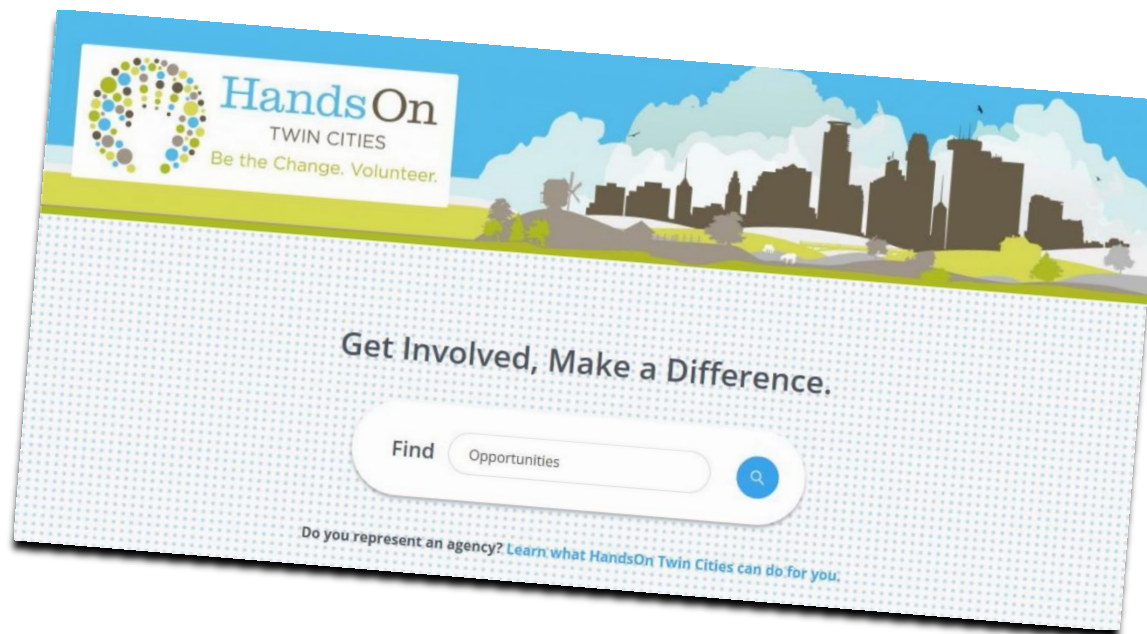 HandsOn
TWIN CITIES
Be the Change. Volunteer.
Get Involved, Make a Difference.
Find Opportunities
Do you represent an agency? Learn what HandsOn Twin Cities can do for you.